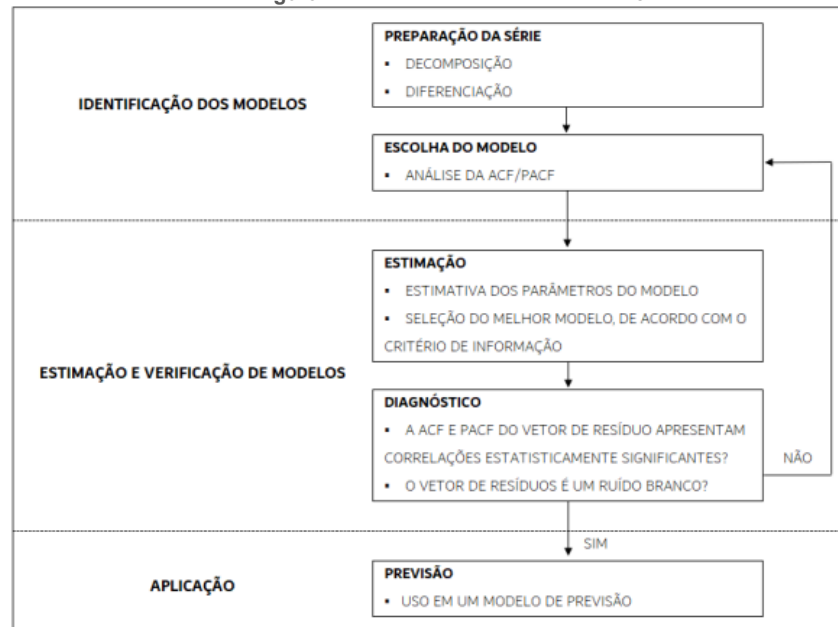 PREPARAÇÃO DA SÉRIE
▪ DECOMPOSIÇÃO
▪ DIFERENCIAÇÃO
IDENTIFICAÇÃO DOS MODELOS
ESCOLHA DO MODELO
▪ ANÁLISE DA ACF/PACF
ESTIMAÇÃO
▪ ESTIMATIVA DOS PARÂMETROS DO MODELO
▪ SELEÇÃO DO MELHOR MODELO, DE ACORDO COM O
CRITÉRIO DE INFORMAÇÃO
ESTIMAÇÃO E VERIFICAÇÃO DE MODELOS
DIAGNÓSTICO
▪ A ACF E PACF DO VETOR DE RESÍDUO APRESENTAM
CORRELAÇÕES ESTATISTICAMENTE SIGNIFICANTES?
▪ O VETOR DE RESÍDUOS É UM RUÍDO BRANCO?
NÃO
SIM
APLICAÇÃO
PREVISÃO
▪ USO EM UM MODELO DE PREVISÃO